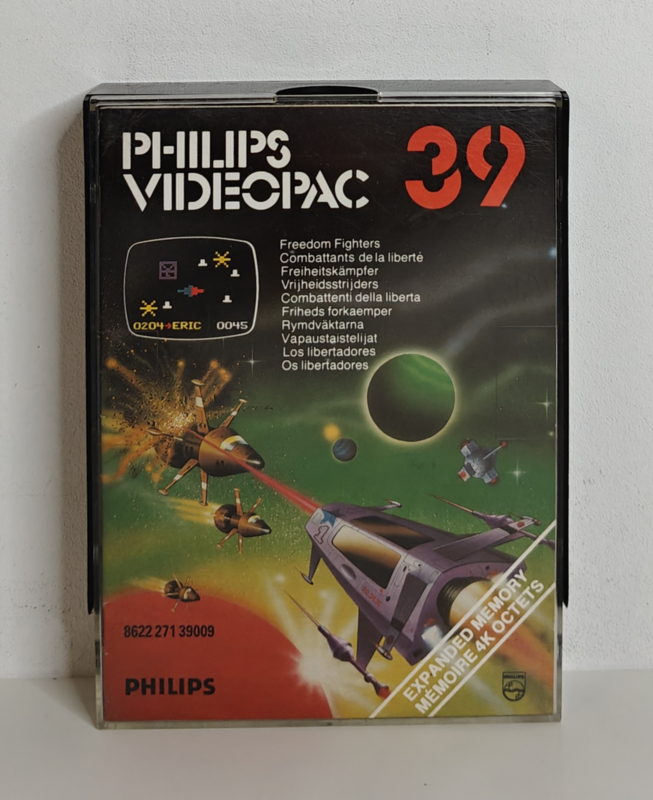 PHILIPS
VIDEOPAC
39
Freedom Fighters
Combattants de la liberté
Freiheitskämpfer
Vrijheidsstrijders
Combattenti della liberta
Friheds forkaemper
Rymdväktarna
Vapaustaistelijat
Los libertadores
Os libertadores
0204→ERIC 0045
EXPANDED MEMORY
MÉMOIRE 4K OCTETS
8622 271 39009
PHILIPS
PHILIPS